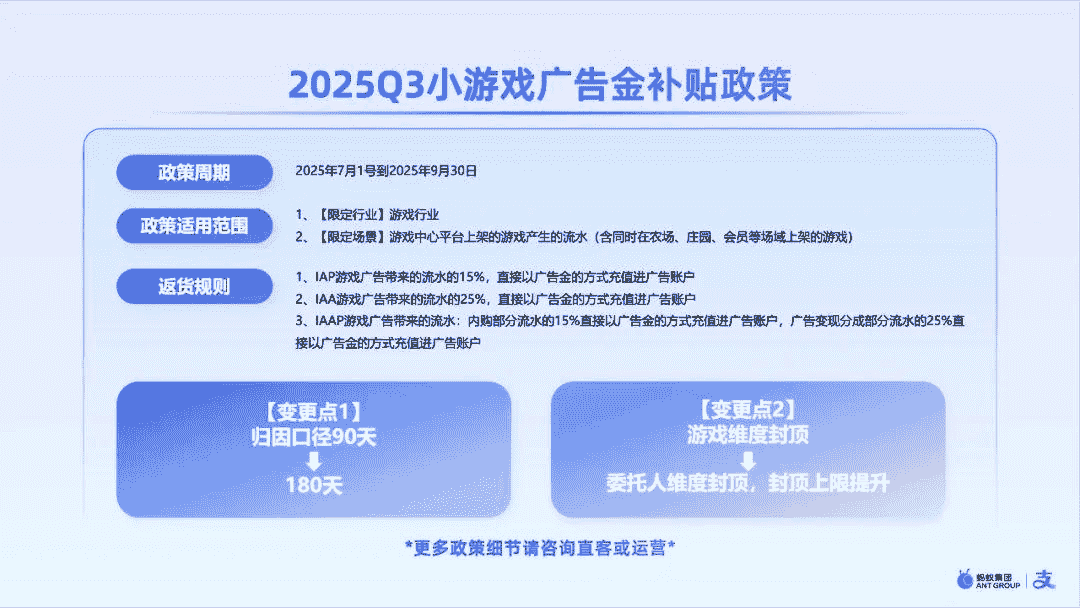 2025Q3小游戏广告金补贴政策
政策周期
2025年7月1号到2025年9月30日
政策适用范围
1、【限定行业】游戏行业
2、【限定场景】游戏中心平台上架的游戏产生的流水（含同时在农场、庄园、会员等场域上架的游戏）
返货规则
1、IAP游戏广告带来的流水的15%，直接以广告金的方式充值进广告账户
2、IAA游戏广告带来的流水的25%，直接以广告金的方式充值进广告账户
3、IAAP游戏广告带来的流水：内购部分流水的15%直接以广告金的方式充值进广告账户，广告变现分成部分流水的25%直
接以广告金的方式充值进广告账户
【变更点1】
归因口径90天
180天
【变更点2】
游戏维度封顶
委托人维度封顶，封顶上限提升
*更多政策细节请咨询直客或运营*
蚂蚁集团
ANT GROUP
支